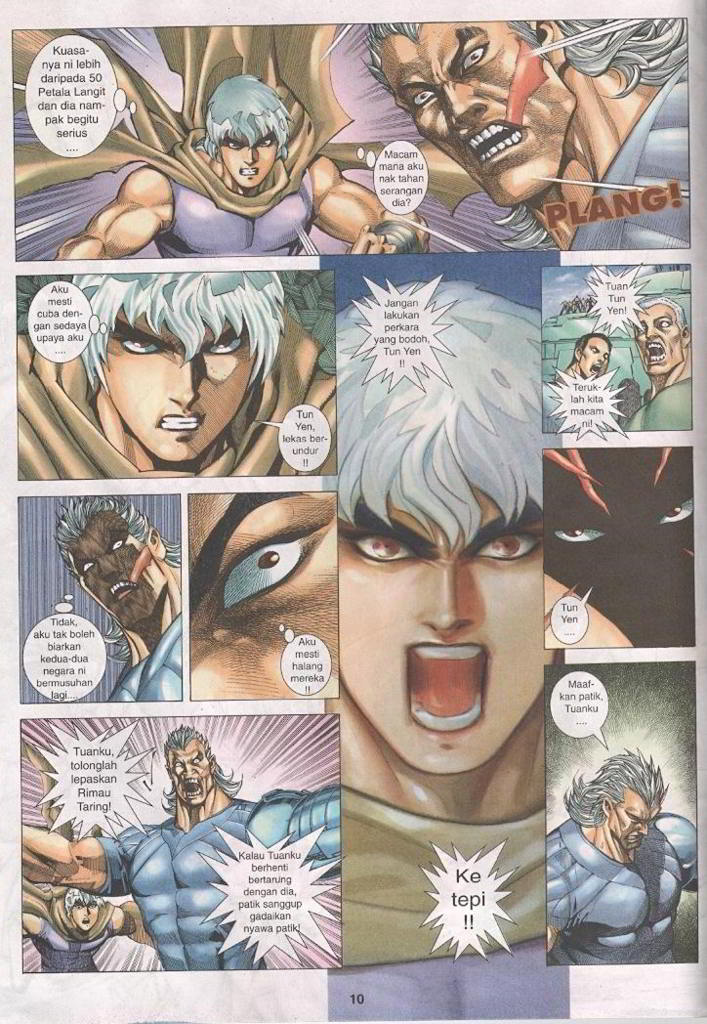 Kuasa-
nya ni lebih
daripada 50
Petala Langit
dan dia nam-
pak begitu
serius
....
Macam
mana aku
nak tahan
serangan
dia?
PLANG!
Aku
mesti
cuba den-
gan sedaya
upaya aku
....
Tun
Yen,
lekas ber-
undur
!!
Jangan
lakukan
perkara
yang bodoh,
Tun Yen
!!
Tuan
Tun
Yen!
Teruk-
lah kita
macam
ni!
Tidak,
aku tak boleh
biarkan
kedua-dua
negara ni
bermusuhan
lagi....
Aku
mesti
halang
mereka
!!
Tun
Yen
....
Tuanku,
tolonglah
lepaskan
Rimau
Taring!
Kalau Tuanku
berhenti
bertarung
dengan dia,
patik sanggup
gadaikan
nyawa patik!
Ke
tepi
!!
Maaf-
kan patik,
Tuanku
....
10